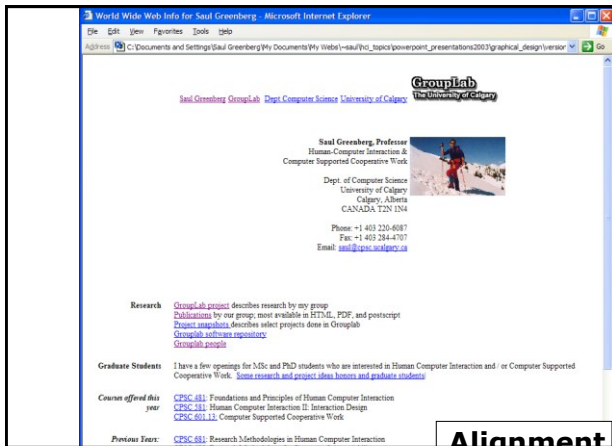 World Wide Web Info for Saul Greenberg - Microsoft Internet Explorer
File Edit View Favorites Tools Help
Address C:\Documents and Settings\Saul Greenberg\My Documents\My Webs\~saul\hci_topics\powerpoint_presentations2003\graphical_design\version Go
GroupLab
The University of Calgary
Saul Greenberg GroupLab Dept Computer Science University of Calgary
Saul Greenberg, Professor
Human-Computer Interaction &
Computer Supported Cooperative Work
Dept. of Computer Science
University of Calgary
Calgary, Alberta
CANADA T2N 1N4
Phone: +1 403 220-6087
Fax: +1 403 284-4707
Email: saul@cpsc.ucalgary.ca
Research GroupLab project describes research by my group
Publications by our group; most available in HTML, PDF, and postscript
Project snapshots describes select projects done in Grouplab
Grouplab software repository
Grouplab people
Graduate Students I have a few openings for MSc and PhD students who are interested in Human Computer Interaction and / or Computer Supported
Cooperative Work. Some research and project ideas honors and graduate students!
Courses offered this year CPSC 481: Foundations and Principles of Human Computer Interaction
CPSC 581: Human Computer Interaction II: Interaction Design
CPSC 601.13: Computer Supported Cooperative Work
Previous Years: CPSC 681: Research Methodologies in Human Computer Interaction
Alignment